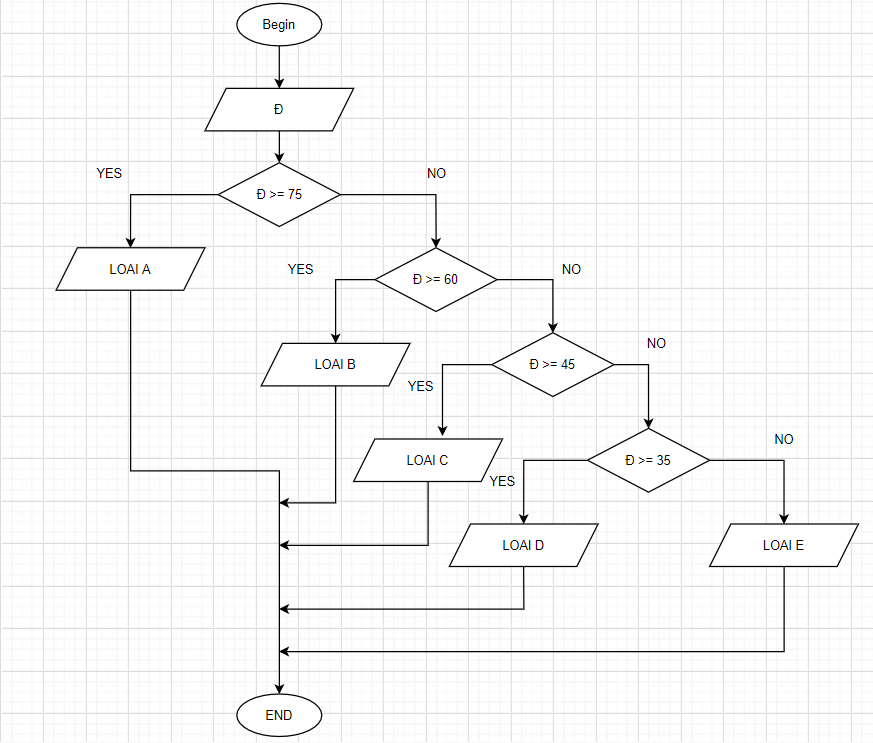 Begin
Đ
YES
NO
Đ >= 75
LOAI A
YES
NO
Đ >= 60
LOAI B
NO
YES
Đ >= 45
LOAI C
NO
YES
Đ >= 35
LOAI D
LOAI E
END